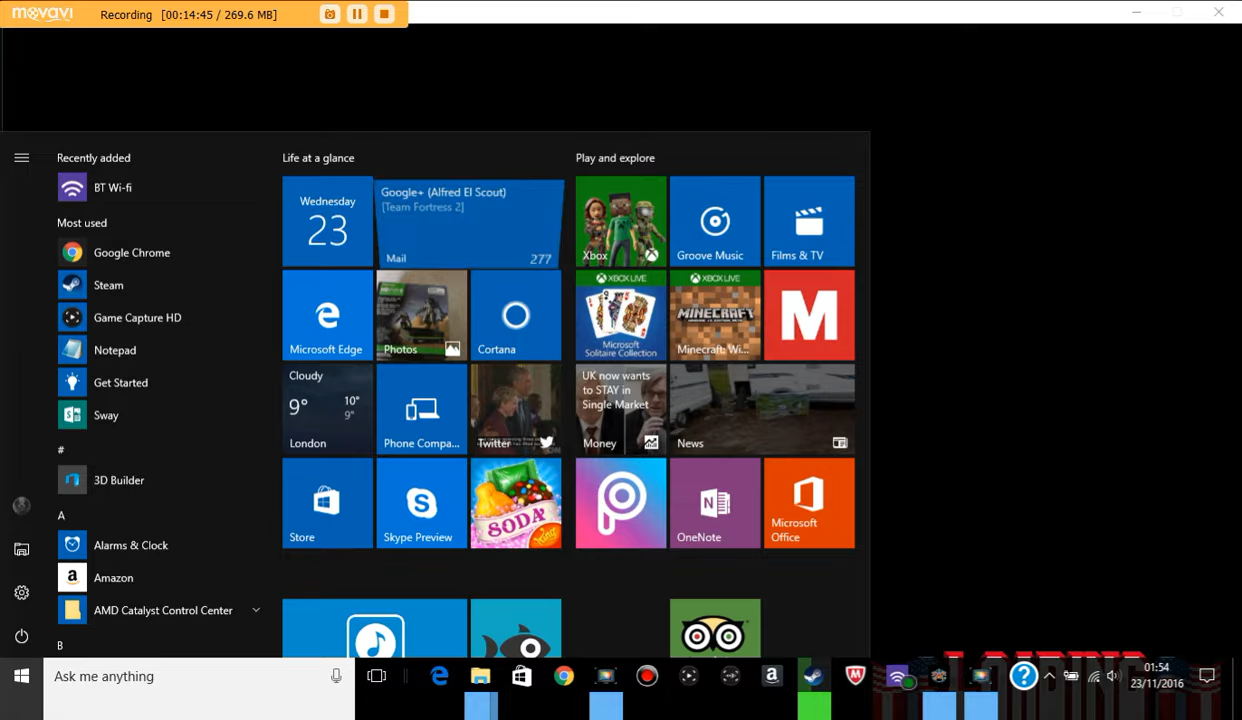 movavi
Recording [00:14:45 / 269.6 MB]
Recently added
BT Wi-fi
Most used
Google Chrome
Steam
Game Capture HD
Notepad
Get Started
Sway
#
3D Builder
A
Alarms & Clock
Amazon
AMD Catalyst Control Center
B
Life at a glance
Wednesday
23
Google+ (Alfred El Scout)
[Team Fortress 2]
Mail
277
Microsoft Edge
Photos
Cortana
Cloudy
9°
10°
9°
London
Phone Compa...
Twitter
Store
Skype Preview
SODA
King
Play and explore
Xbox
Groove Music
Films & TV
XBOX LIVE
Microsoft
Solitaire Collection
XBOX LIVE
MINECRAFT
Minecraft: Wi...
M
UK now wants
to STAY in
Single Market
Money
News
OneNote
Microsoft
Office
LOADING
Ask me anything
01:54
23/11/2016